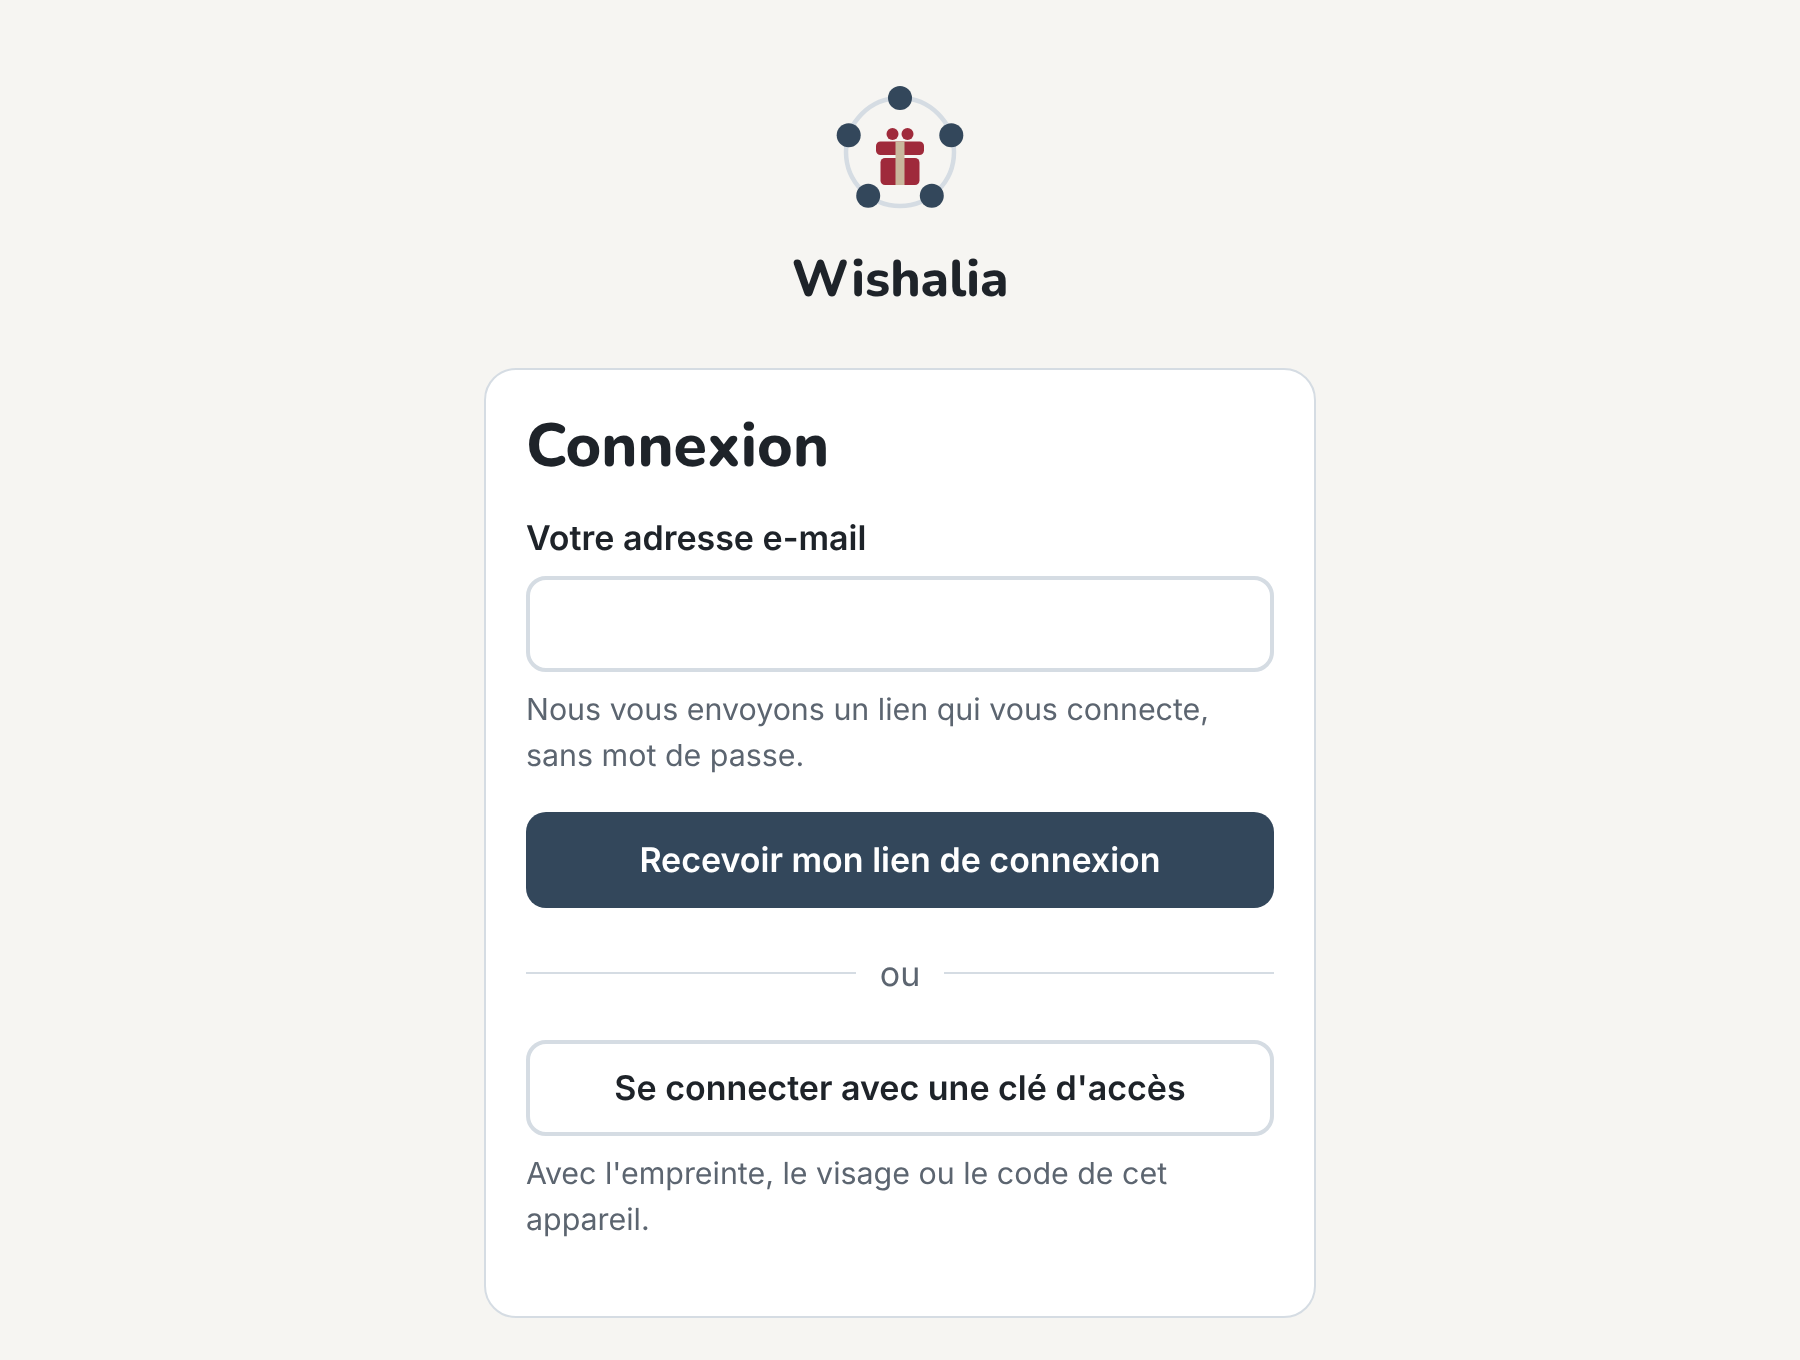 Wishalia
Connexion
Votre adresse e-mail
Nous vous envoyons un lien qui vous connecte,
sans mot de passe.
Recevoir mon lien de connexion
ou
Se connecter avec une clé d'accès
Avec l'empreinte, le visage ou le code de cet
appareil.